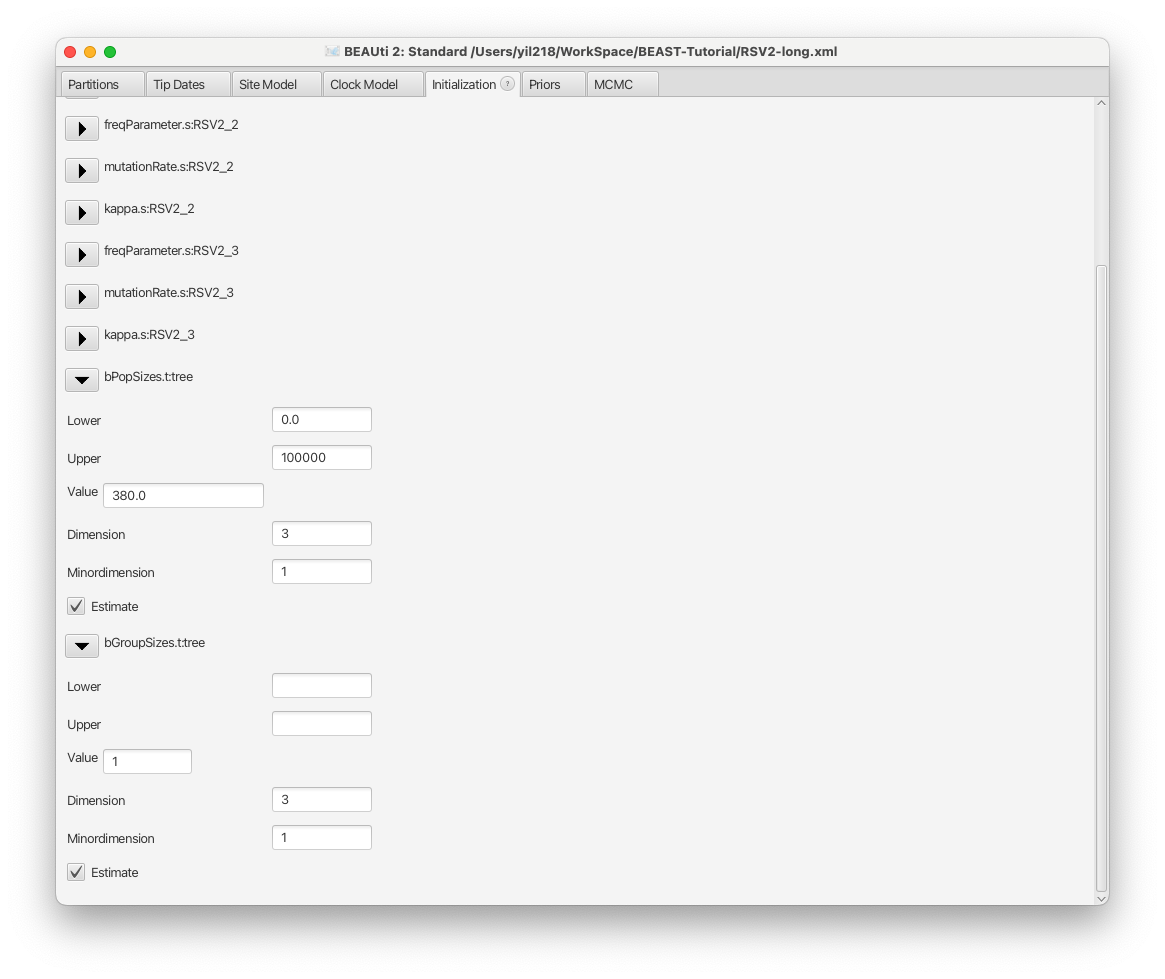 BEAUti 2: Standard /Users/yil218/WorkSpace/BEAST-Tutorial/RSV2-long.xml
Partitions Tip Dates Site Model Clock Model Initialization ? Priors MCMC
freqParameter.s:RSV2_2
mutationRate.s:RSV2_2
kappa.s:RSV2_2
freqParameter.s:RSV2_3
mutationRate.s:RSV2_3
kappa.s:RSV2_3
bPopSizes.t:tree
Lower 0.0
Upper 100000
Value 380.0
Dimension 3
Minordimension 1
Estimate
bGroupSizes.t:tree
Lower
Upper
Value 1
Dimension 3
Minordimension 1
Estimate